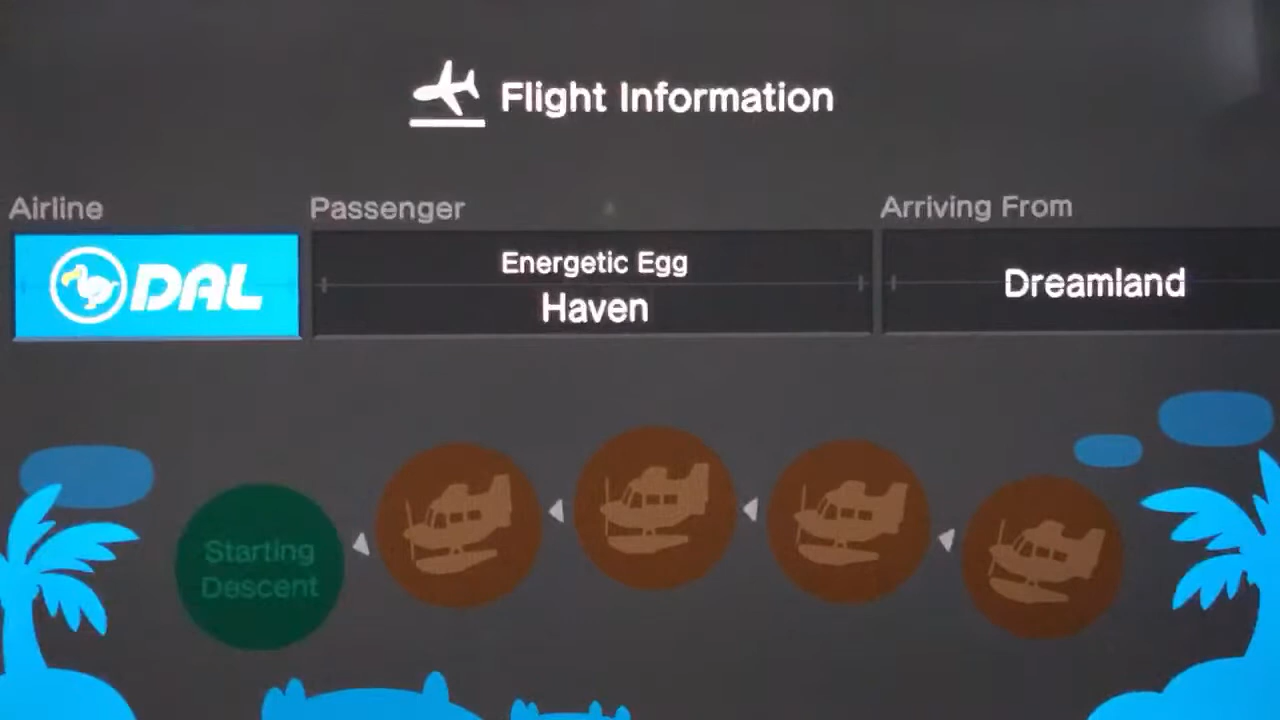 Flight Information
Airline
Passenger
Arriving From
DAL
Energetic Egg
Haven
Dreamland
Starting
Descent